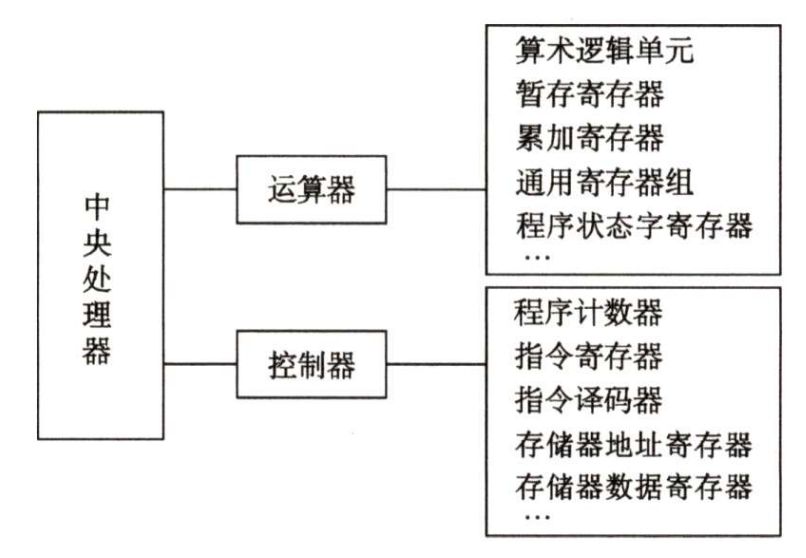 中央处理器
运算器
算术逻辑单元
暂存寄存器
累加寄存器
通用寄存器组
程序状态字寄存器
…
控制器
程序计数器
指令寄存器
指令译码器
存储器地址寄存器
存储器数据寄存器
…